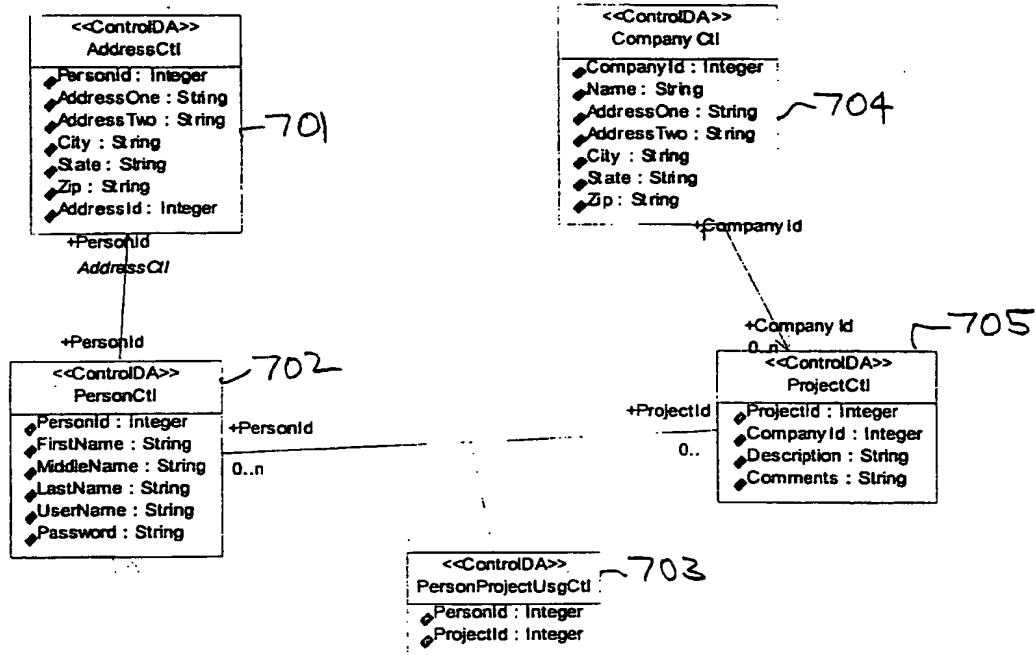 <<ControlDA>>
AddressCtl
PersonId : Integer
AddressOne : String
AddressTwo : String
City : String
State : String
Zip : String
AddressId : Integer
701
+PersonId
AddressCtl
+PersonId
<<ControlDA>>
Company Ctl
CompanyId : Integer
Name : String
AddressOne : String
AddressTwo : String
City : String
State : String
Zip : String
704
+Company Id
+Company Id
0..n
<<ControlDA>>
PersonCtl
PersonId : Integer
FirstName : String
MiddleName : String
LastName : String
UserName : String
Password : String
702
+PersonId
0..n
+ProjectId
0..
<<ControlDA>>
ProjectCtl
ProjectId : Integer
Company Id : Integer
Description : String
Comments : String
705
<<ControlDA>>
PersonProjectUsgCtl
PersonId : Integer
ProjectId : Integer
703